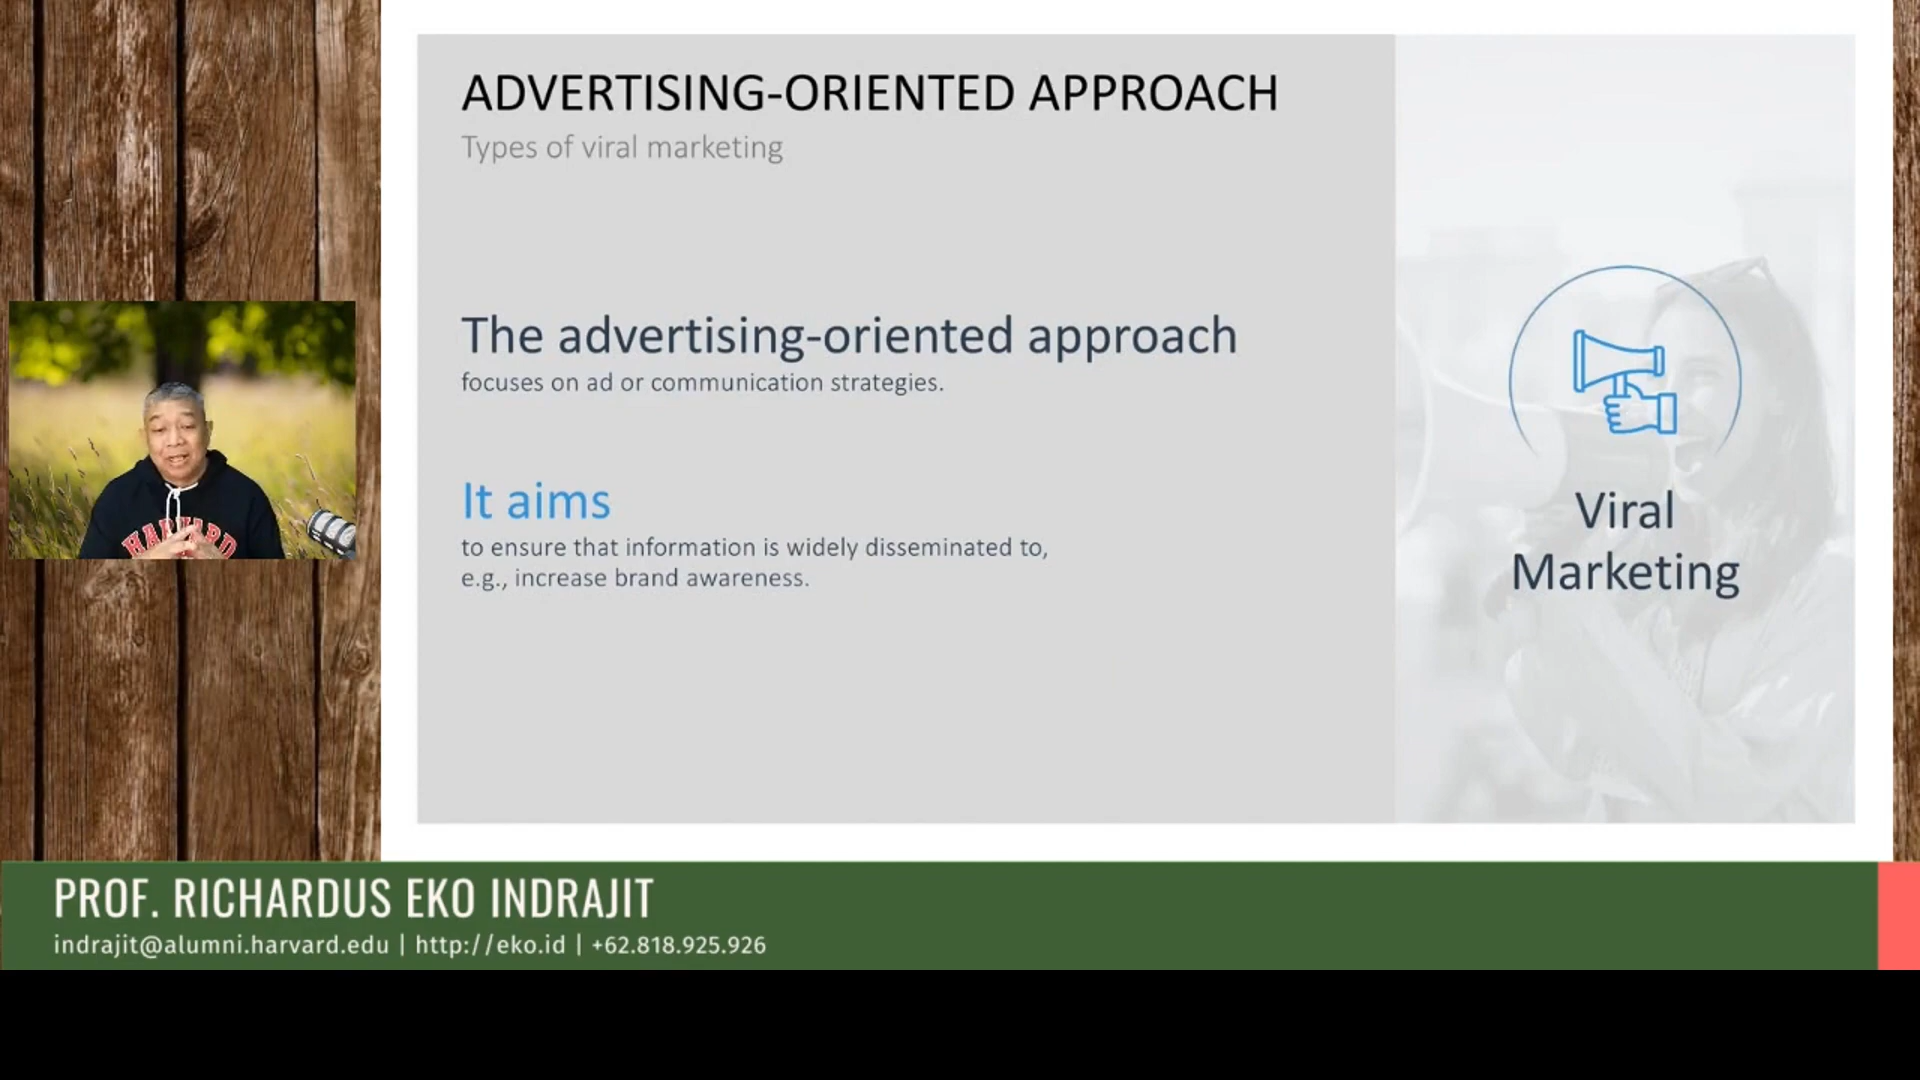 ADVERTISING-ORIENTED APPROACH
Types of viral marketing
The advertising-oriented approach
focuses on ad or communication strategies.
It aims
to ensure that information is widely disseminated to,
e.g., increase brand awareness.
Viral
Marketing
HARVARD
PROF. RICHARDUS EKO INDRAJIT
indrajit@alumni.harvard.edu | http://eko.id | +62.818.925.926